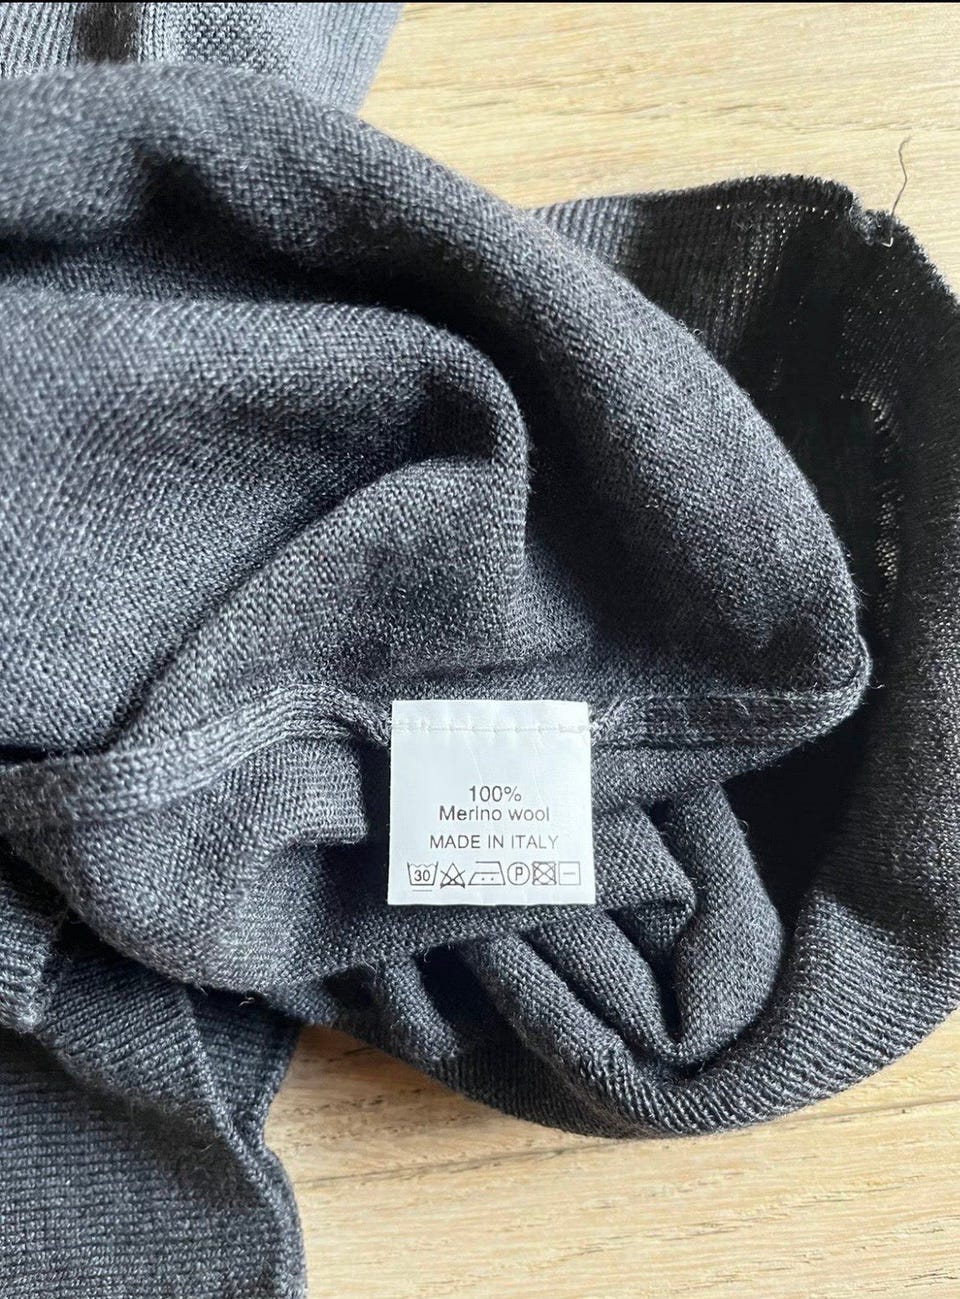 100%
Merino wool
MADE IN ITALY
30 P